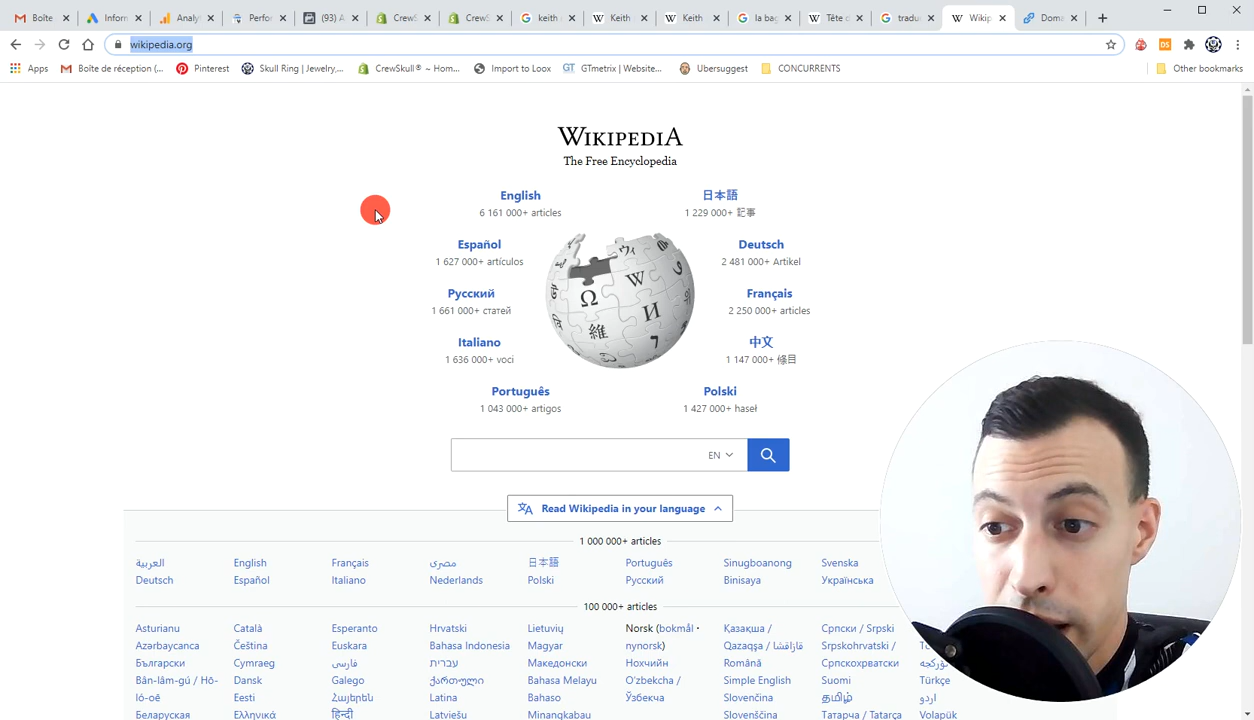 Boîte
Inform
Analy
Perfor
(93) A
CrewS
CrewS
keith
Keith
Keith
la bag
Tête d
tradu
Wikip
Doma
wikipedia.org
Apps
Boîte de réception (...
Pinterest
Skull Ring | Jewelry,...
CrewSkull® ~ Hom...
Import to Loox
GT
GTmetrix | Website...
Ubersuggest
CONCURRENTS
DS
Other bookmarks
WIKIPEDIA
The Free Encyclopedia
English
6 161 000+ articles
日本語
1 229 000+ 記事
Español
1 627 000+ artículos
Deutsch
2 481 000+ Artikel
Русский
1 661 000+ статей
Français
2 250 000+ articles
Italiano
1 636 000+ voci
中文
1 147 000+ 條目
Português
1 043 000+ artigos
Polski
1 427 000+ haseł
Ω
W
И
維
EN
Read Wikipedia in your language
1 000 000+ articles
العربية
English
Français
مصرى
日本語
Português
Sinugboanong
Svenska
Deutsch
Español
Italiano
Nederlands
Polski
Русский
Binisaya
Українська
100 000+ articles
Asturianu
Català
Esperanto
Hrvatski
Lietuvių
Norsk (bokmål ·
Қазақша /
Српски / Srpski
Azərbaycanca
Čeština
Euskara
Bahasa Indonesia
Magyar
nynorsk)
Qazaqşa / قازاقشا
Srpskohrvatski /
Български
Cymraeg
فارسی
עברית
Македонски
Нохчийн
Română
Српскохрватски
تۆرکجه
Bân-lâm-gú / Hò-
Dansk
Galego
ქართული
Bahasa Melayu
Oʻzbekcha /
Simple English
Suomi
Türkçe
ló-oē
Eesti
Հայերեն
Latina
Bahaso
Ўзбекча
Slovenčina
தமிழ்
اردو
Беларуская
Ελληνικά
हिन्दी
Latviešu
Minangkabau
Slovenščina
Татарча / Tatarça
Volapük